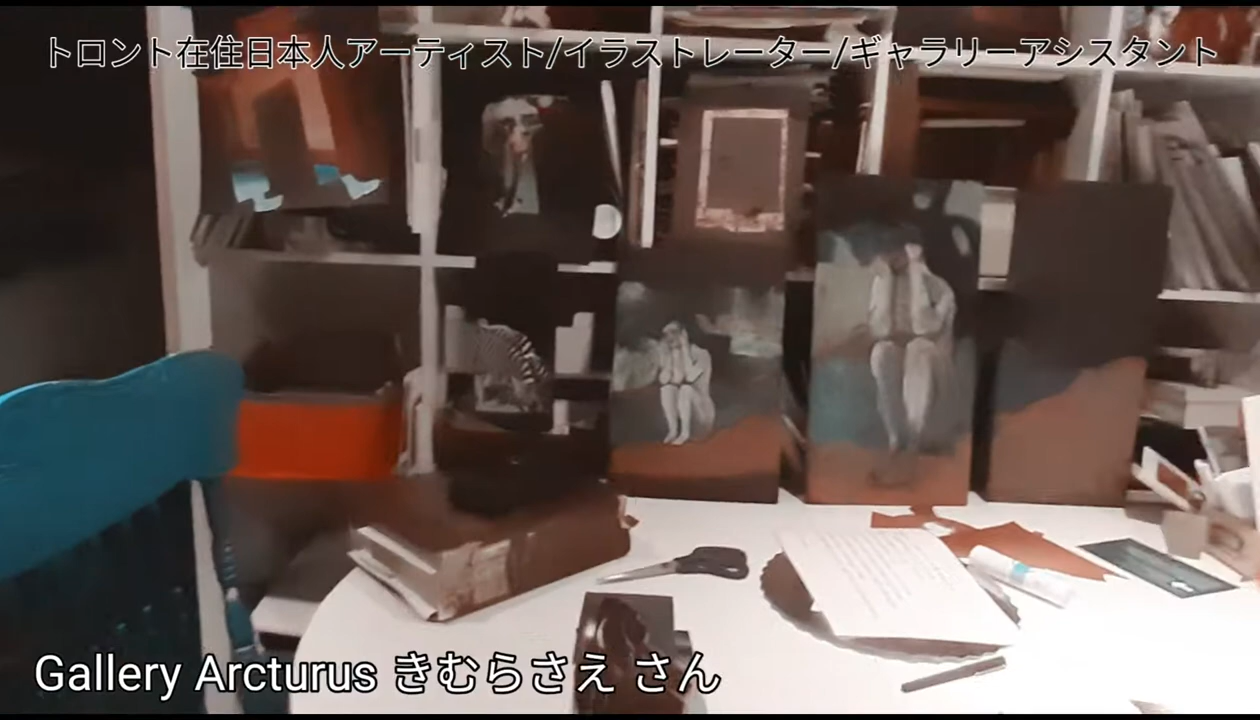 トロント在住日本人アーティスト/イラストレーター/ギャラリーアシスタント
Gallery Arcturus きむらさえ さん